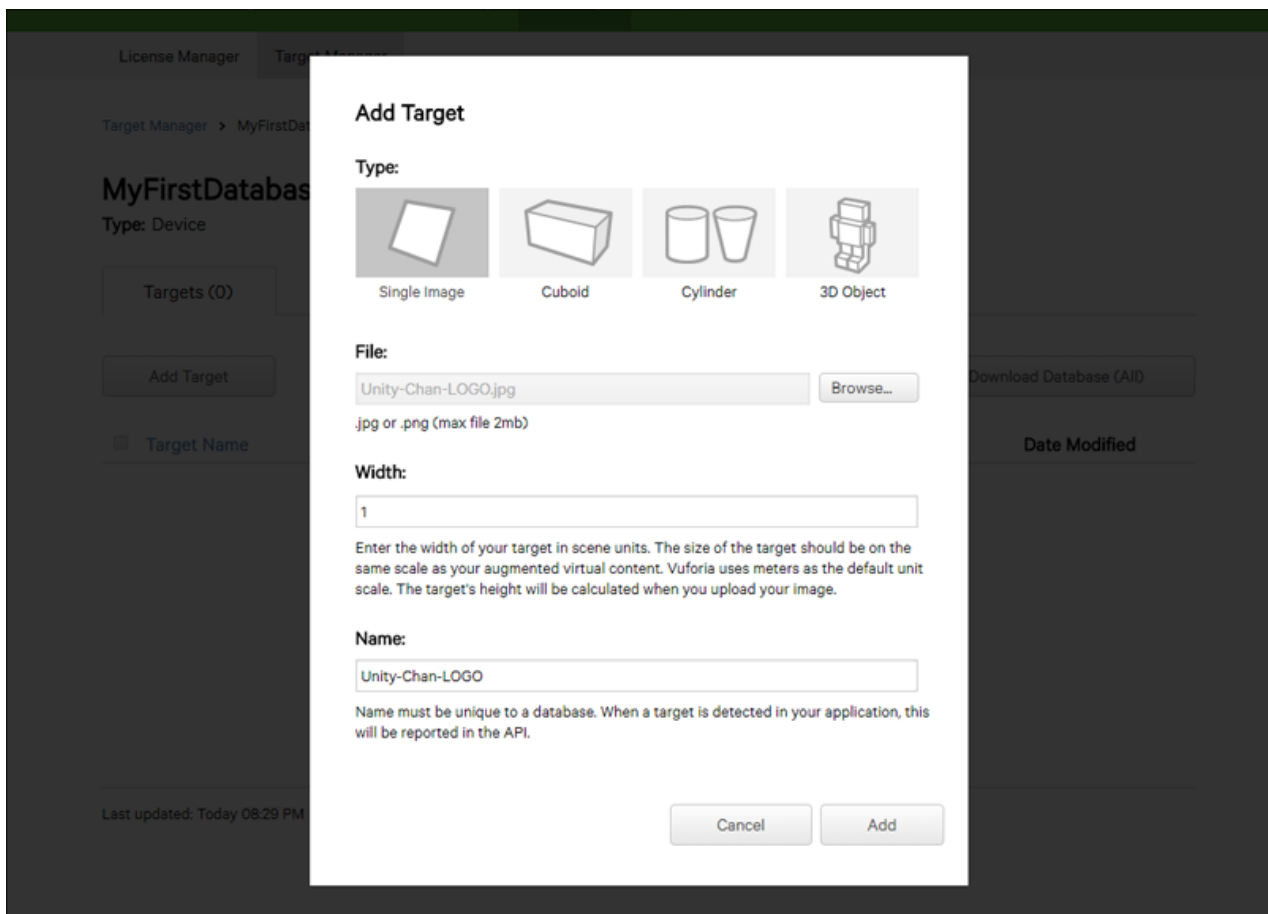 License Manager
Target Manager
Target Manager > MyFirstDat
MyFirstDatabas
Type: Device
Targets (0)
Add Target
Target Name
Last updated: Today 08:29 PM
Add Target
Type:
Single Image
Cuboid
Cylinder
3D Object
File:
Unity-Chan-LOGO.jpg
Browse...
.jpg or .png (max file 2mb)
Width:
1
Enter the width of your target in scene units. The size of the target should be on the
same scale as your augmented virtual content. Vuforia uses meters as the default unit
scale. The target's height will be calculated when you upload your image.
Name:
Unity-Chan-LOGO
Name must be unique to a database. When a target is detected in your application, this
will be reported in the API.
Cancel
Add
Download Database (All)
Date Modified